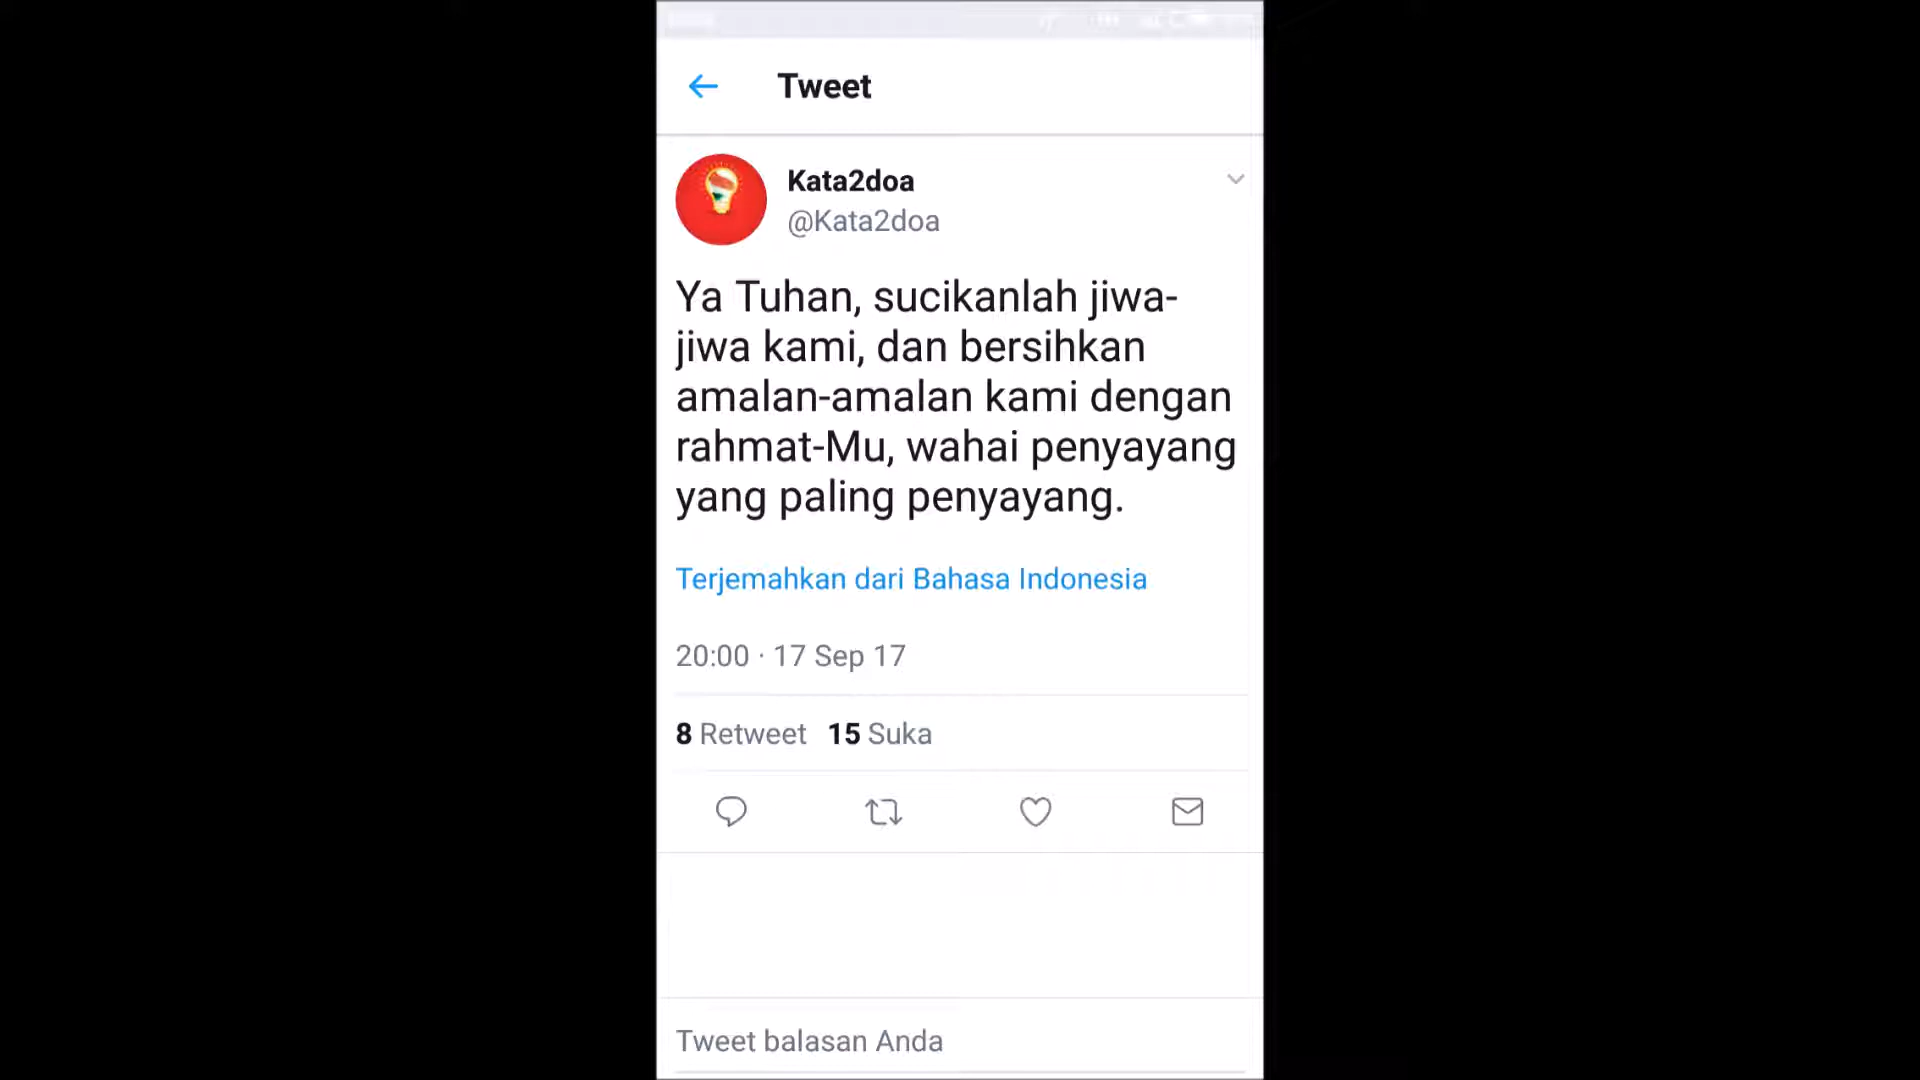 Tweet
Kata2doa
@Kata2doa
Ya Tuhan, sucikanlah jiwa-
jiwa kami, dan bersihkan
amalan-amalan kami dengan
rahmat-Mu, wahai penyayang
yang paling penyayang.
Terjemahkan dari Bahasa Indonesia
20:00 · 17 Sep 17
8 Retweet 15 Suka
Tweet balasan Anda